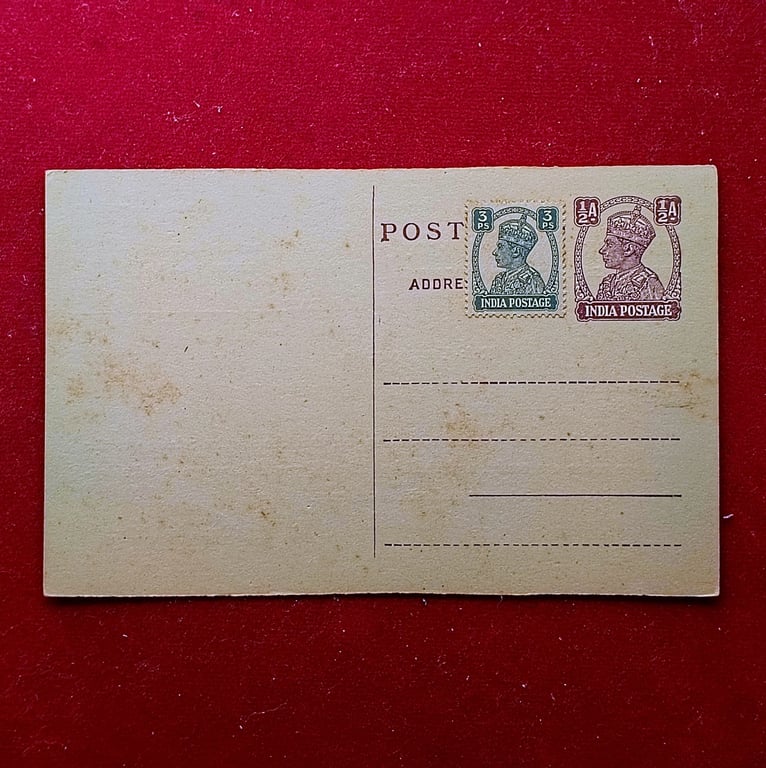 POST
ADDRE
3 PS 3 PS
INDIA POSTAGE
½A ½A
INDIA POSTAGE